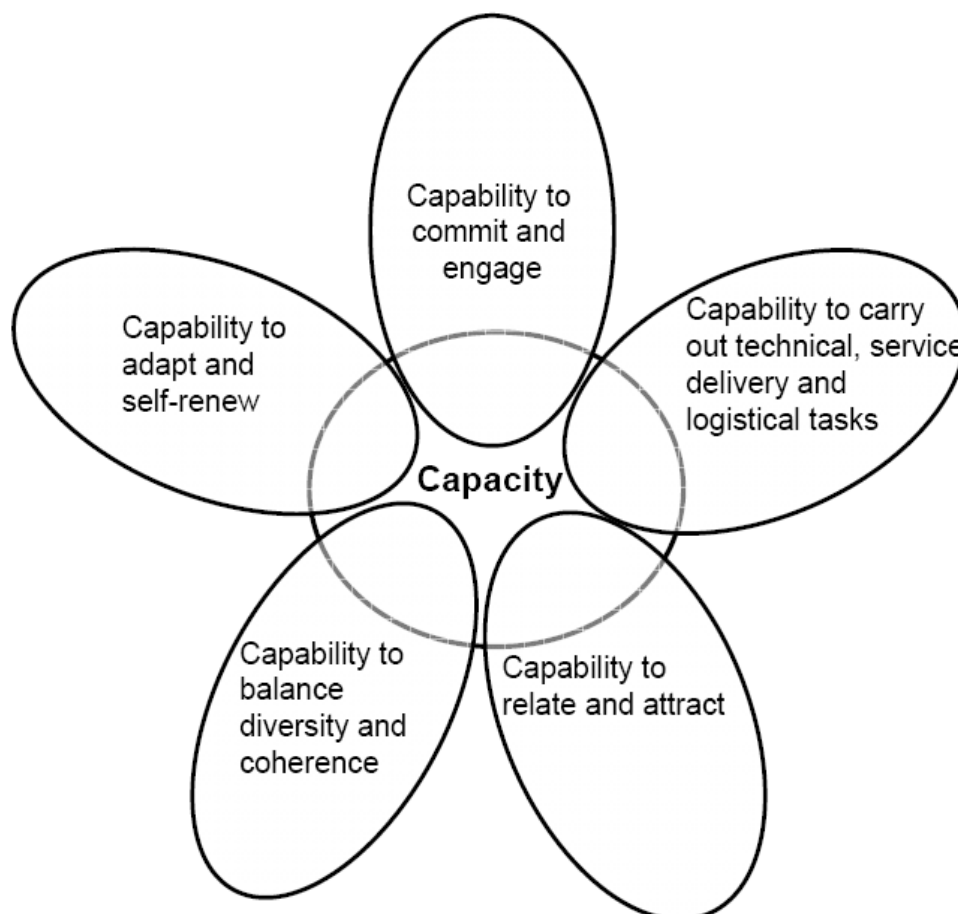 Capability to
commit and
engage
Capability to carry
out technical, service
delivery and
logistical tasks
Capability to
adapt and
self-renew
Capacity
Capability to
balance
diversity and
coherence
Capability to
relate and attract